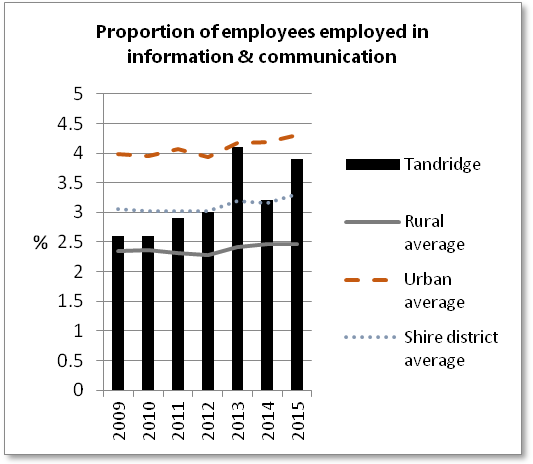 Proportion of employees employed in
information & communication
5
4.5
4
3.5
3
2.5
2
1.5
1
0.5
0
%
2009
2010
2011
2012
2013
2014
2015
Tandridge
Rural
average
Urban
average
Shire district
average